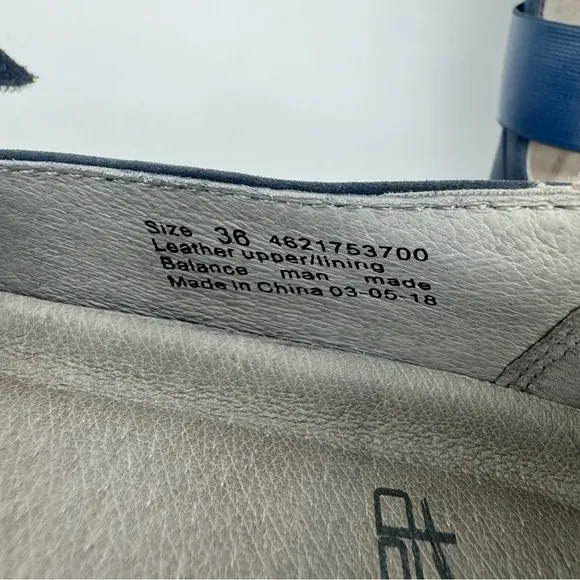 Size 36 4621753700
Leather upper/lining
Balance man made
Made in China 03-05-18